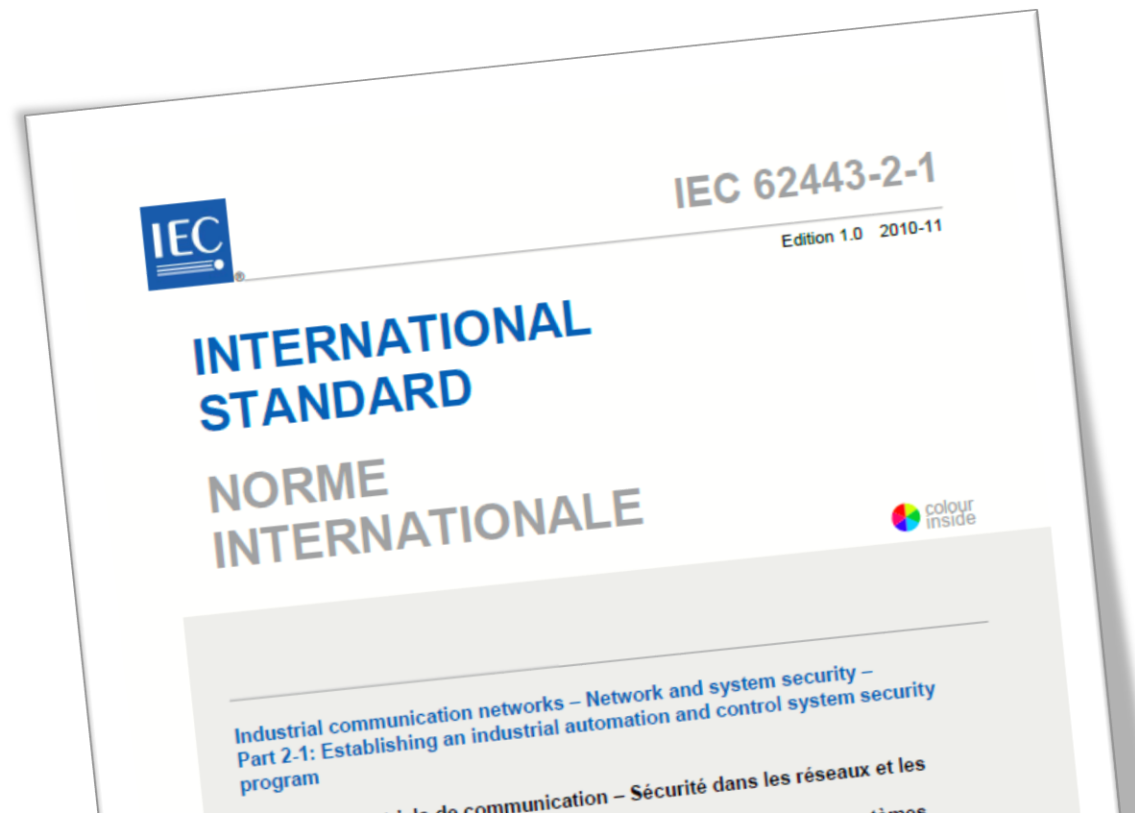 IEC
®
IEC 62443-2-1
Edition 1.0 2010-11
INTERNATIONAL
STANDARD
NORME
INTERNATIONALE
colour
inside
Industrial communication networks – Network and system security –
Part 2-1: Establishing an industrial automation and control system security
program
de communication – Sécurité dans les réseaux et les